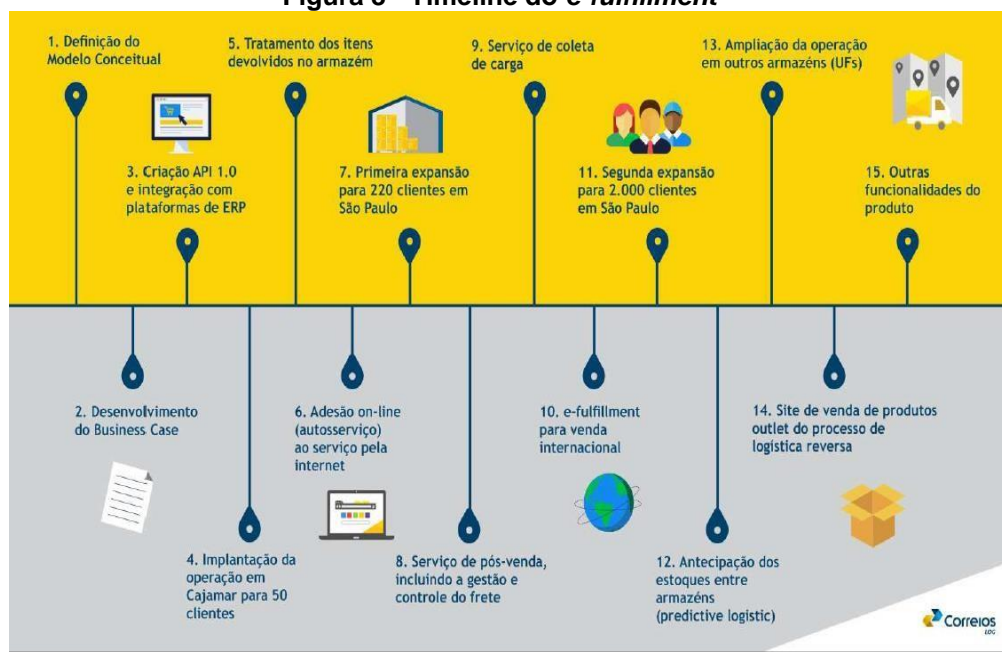 Figura 8 - Timeline do e-fulfillment
1. Definição do
Modelo Conceitual
5. Tratamento dos itens
devolvidos no armazém
9. Serviço de coleta
de carga
13. Ampliação da operação
em outros armazéns (UFs)
3. Criação API 1.0
e integração com
plataformas de ERP
7. Primeira expansão
para 220 clientes em
São Paulo
11. Segunda expansão
para 2.000 clientes
em São Paulo
15. Outras
funcionalidades do
produto
2. Desenvolvimento
do Business Case
6. Adesão on-line
(autosserviço)
ao serviço pela
internet
10. e-fulfillment
para venda
internacional
14. Site de venda de produtos
outlet do processo de
logística reversa
4. Implantação da
operação em
Cajamar para 50
clientes
8. Serviço de pós-venda,
incluindo a gestão e
controle do frete
12. Antecipação dos
estoques entre
armazéns
(predictive logistic)
Correios
LOG